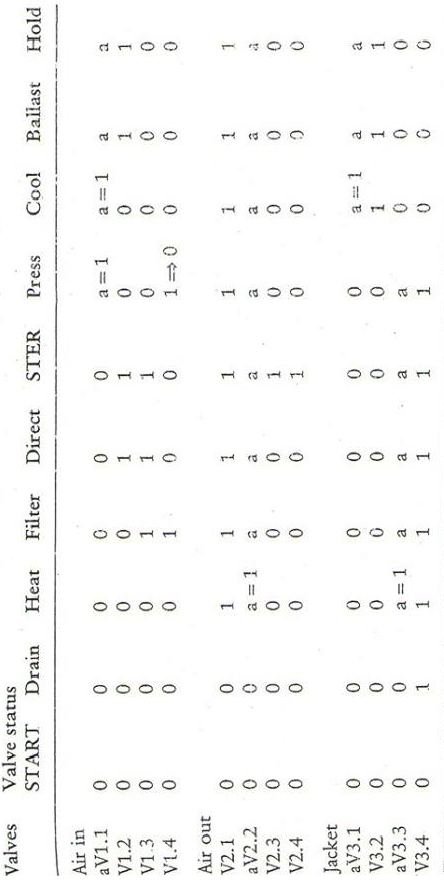 Valves Valve status
START Drain Heat Filter Direct STER Press Cool Ballast Hold
Air in
aV1.1 0 0 0 0 0 0 a = 1 a = 1 a a
V1.2 0 0 0 0 1 1 0 0 1 1
V1.3 0 0 0 1 1 1 0 0 0 0
V1.4 0 0 0 1 0 0 1 ⇒ 0 0 0 0
Air out
V2.1 0 0 1 1 1 1 1 1 1 1
aV2.2 0 0 a = 1 a a a a a a a
V2.3 0 0 0 0 0 1 0 0 0 0
V2.4 0 0 0 0 0 1 0 0 0 0
Jacket
aV3.1 0 0 0 0 0 0 0 a = 1 a a
V3.2 0 0 0 0 0 0 0 1 1 1
aV3.3 0 0 a = 1 a a a a 0 0 0
V3.4 0 1 1 1 1 1 1 0 0 0